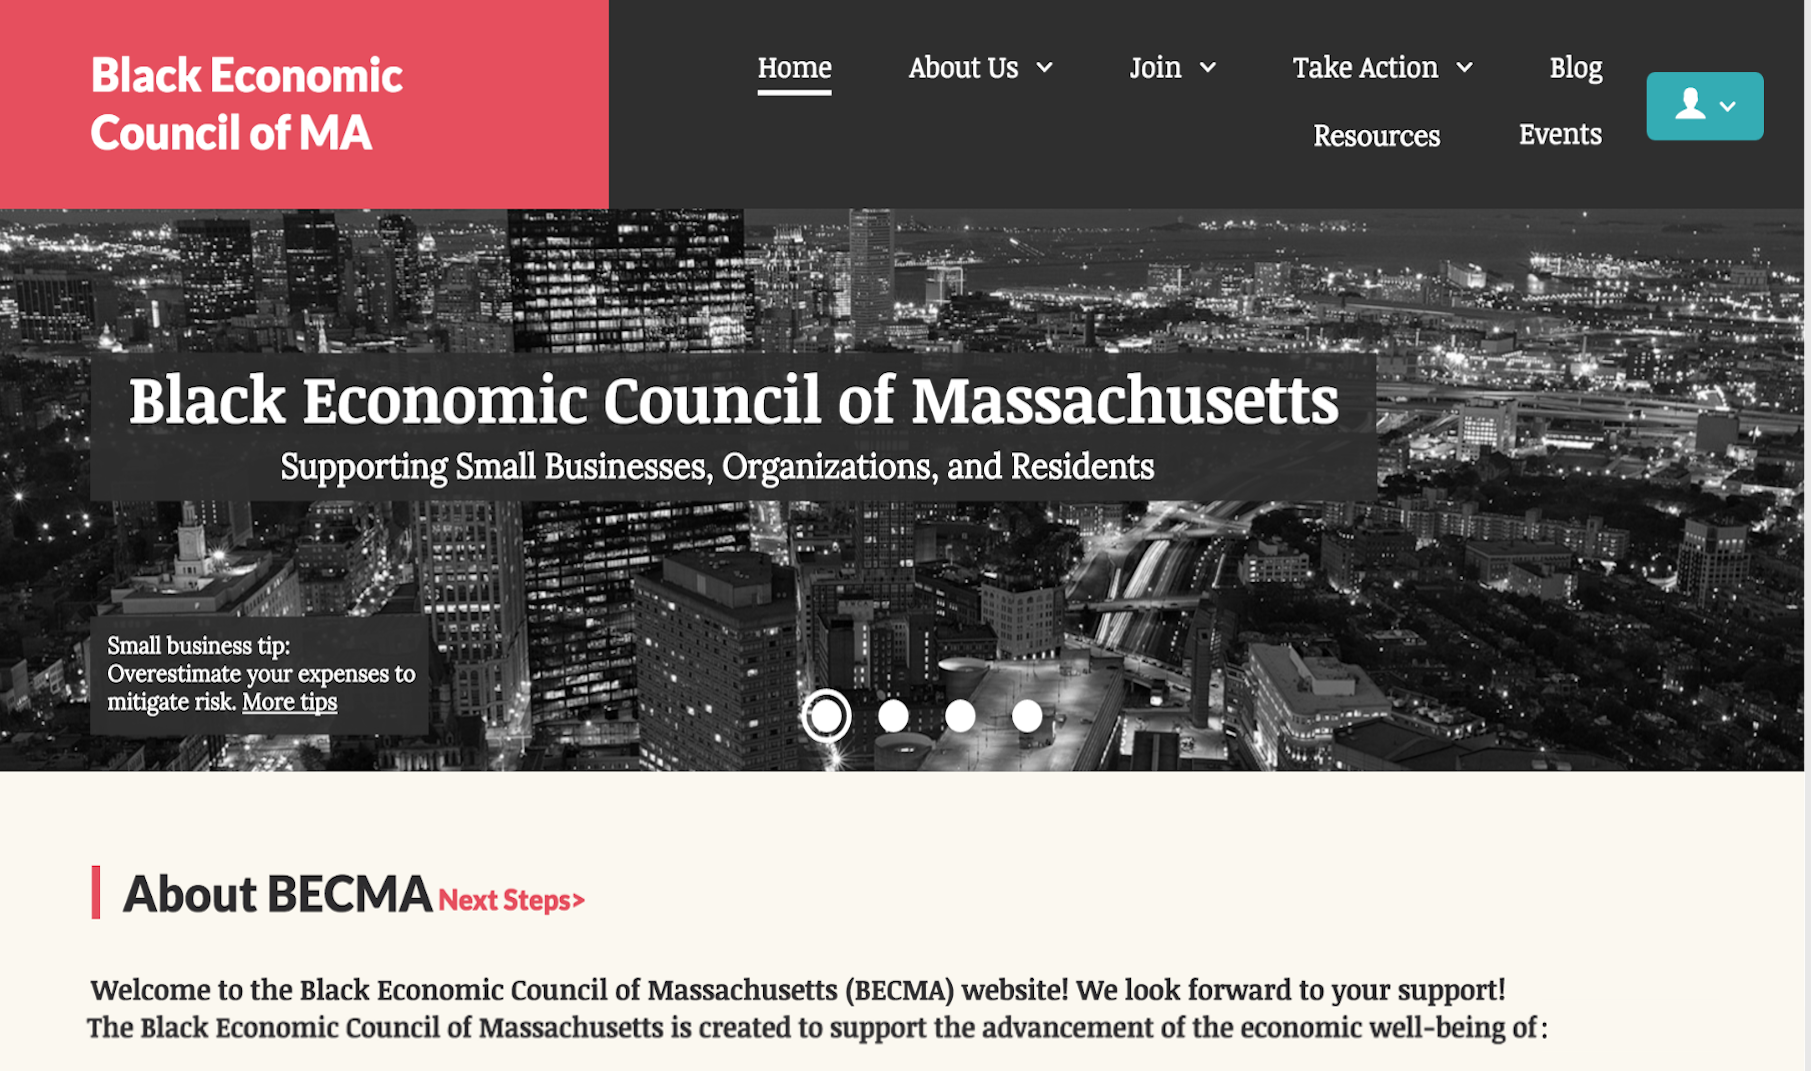 Black Economic
Council of MA
Home About Us Join Take Action Blog
Resources Events
Black Economic Council of Massachusetts
Supporting Small Businesses, Organizations, and Residents
Small business tip:
Overestimate your expenses to
mitigate risk. More tips
About BECMA Next Steps>
Welcome to the Black Economic Council of Massachusetts (BECMA) website! We look forward to your support!
The Black Economic Council of Massachusetts is created to support the advancement of the economic well-being of: